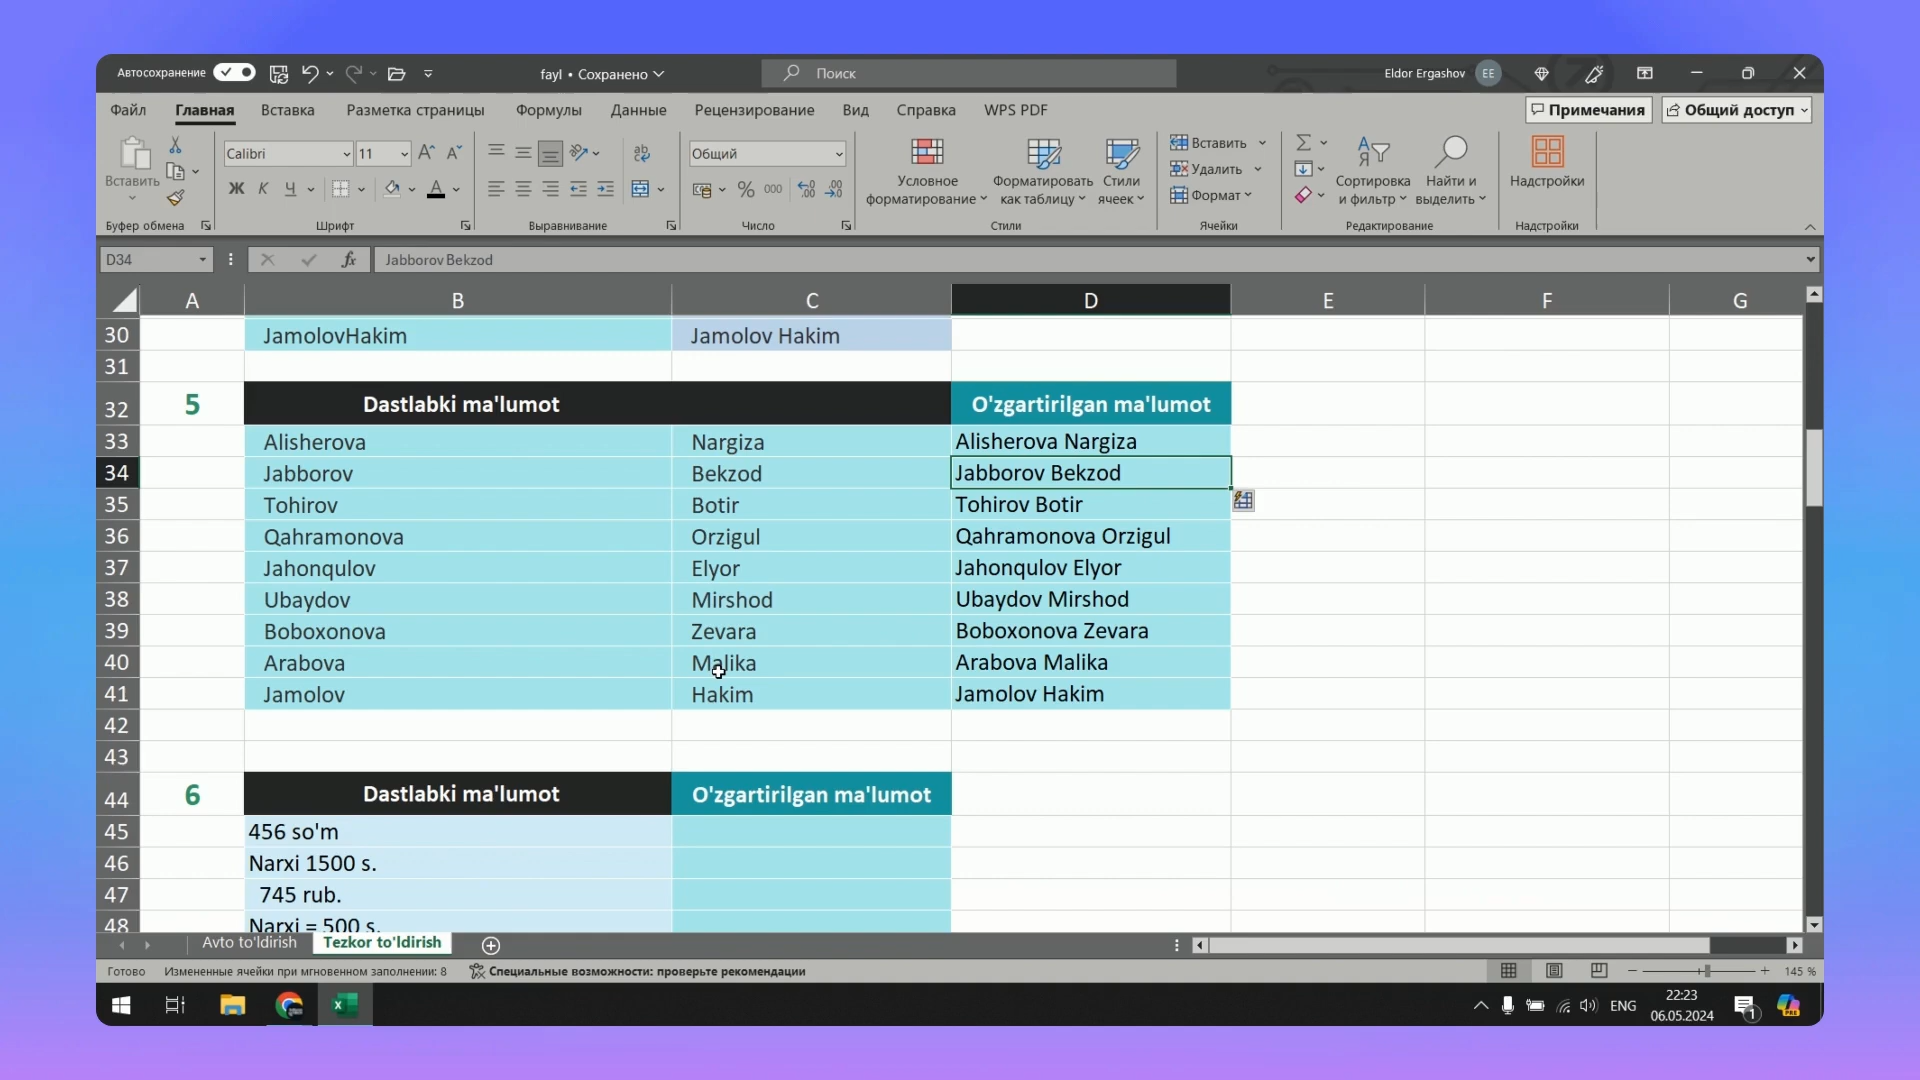 Автосохранение
fayl • Сохранено
Поиск
Eldor Ergashov
EE
Файл
Главная
Вставка
Разметка страницы
Формулы
Данные
Рецензирование
Вид
Справка
WPS PDF
Примечания
Общий доступ
Вставить
Calibri
11
Ж К Ч
Общий
% 000
Условное форматирование
Форматировать как таблицу
Стили ячеек
Вставить
Удалить
Формат
Сортировка и фильтр
Найти и выделить
Надстройки
Буфер обмена
Шрифт
Выравнивание
Число
Стили
Ячейки
Редактирование
Надстройки
D34
fx
Jabborov Bekzod
A B C D E F G
30 JamolovHakim Jamolov Hakim
31
32 5 Dastlabki ma'lumot O'zgartirilgan ma'lumot
33 Alisherova Nargiza Alisherova Nargiza
34 Jabborov Bekzod Jabborov Bekzod
35 Tohirov Botir Tohirov Botir
36 Qahramonova Orzigul Qahramonova Orzigul
37 Jahonqulov Elyor Jahonqulov Elyor
38 Ubaydov Mirshod Ubaydov Mirshod
39 Boboxonova Zevara Boboxonova Zevara
40 Arabova Malika Arabova Malika
41 Jamolov Hakim Jamolov Hakim
42
43
44 6 Dastlabki ma'lumot O'zgartirilgan ma'lumot
45 456 so'm
46 Narxi 1500 s.
47 745 rub.
48 Narxi = 500 s.
Avto to'ldirish
Tezkor to'ldirish
Готово
Измененные ячейки при мгновенном заполнении: 8
Специальные возможности: проверьте рекомендации
145 %
ENG
22:23
06.05.2024
1
PRE